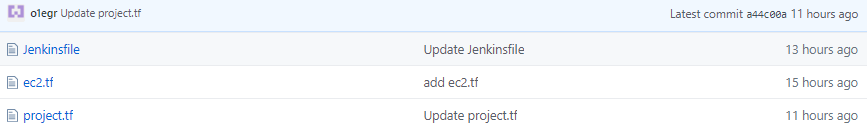 o1egr Update project.tf Latest commit a44c00a 11 hours ago
Jenkinsfile Update Jenkinsfile 13 hours ago
ec2.tf add ec2.tf 15 hours ago
project.tf Update project.tf 11 hours ago